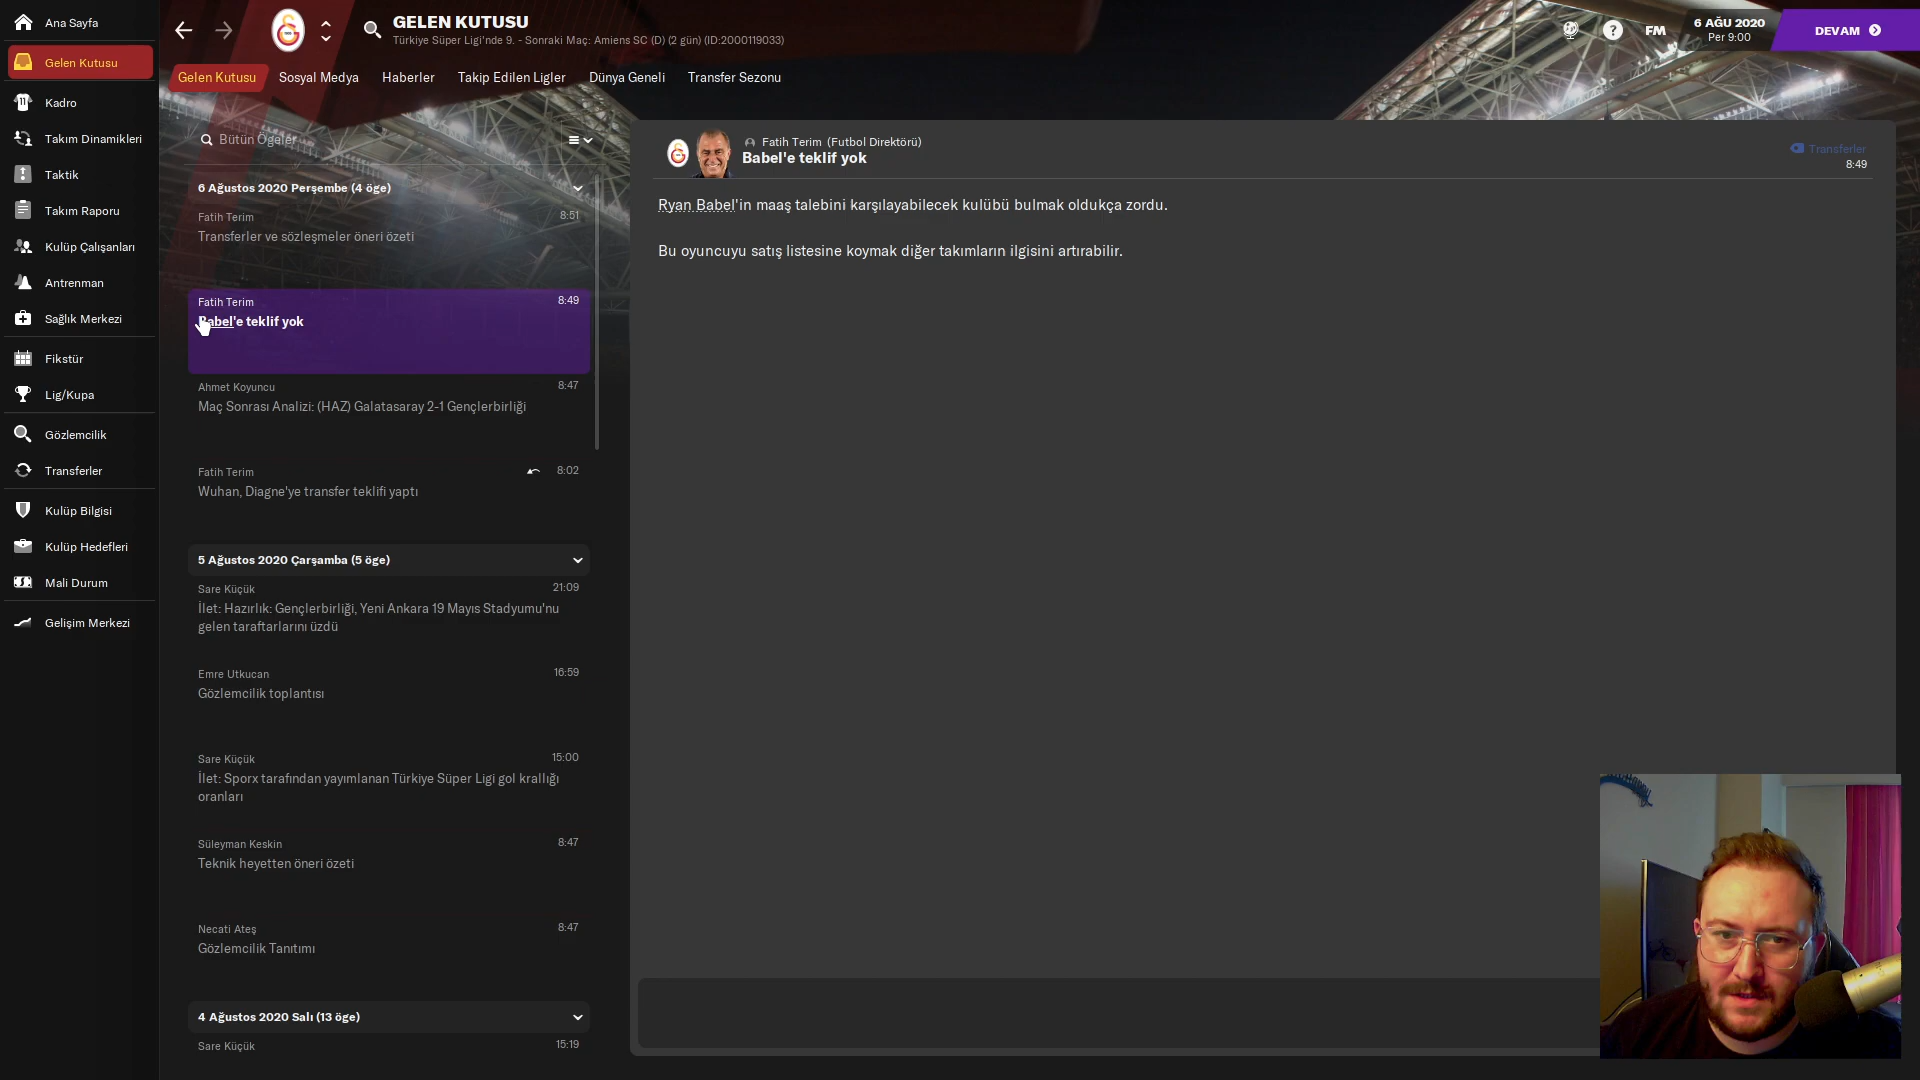 Ana Sayfa
Gelen Kutusu
Kadro
Takım Dinamikleri
Taktik
Takım Raporu
Kulüp Çalışanları
Antrenman
Sağlık Merkezi
Fikstür
Lig/Kupa
Gözlemcilik
Transferler
Kulüp Bilgisi
Kulüp Hedefleri
Mali Durum
Gelişim Merkezi
GELEN KUTUSU
Türkiye Süper Ligi'nde 9. - Sonraki Maç: Amiens SC (D) (2 gün) (ID:2000119033)
FM
6 AĞU 2020
Per 9:00
DEVAM
Gelen Kutusu Sosyal Medya Haberler Takip Edilen Ligler Dünya Geneli Transfer Sezonu
Bütün Ögeler
6 Ağustos 2020 Perşembe (4 öge)
Fatih Terim 8:51
Transferler ve sözleşmeler öneri özeti
Fatih Terim 8:49
Babel'e teklif yok
Ahmet Koyuncu 8:47
Maç Sonrası Analizi: (HAZ) Galatasaray 2-1 Gençlerbirliği
Fatih Terim 8:02
Wuhan, Diagne'ye transfer teklifi yaptı
5 Ağustos 2020 Çarşamba (5 öge)
Sare Küçük 21:09
İlet: Hazırlık: Gençlerbirliği, Yeni Ankara 19 Mayıs Stadyumu'nu
gelen taraftarlarını üzdü
Emre Utkucan 16:59
Gözlemcilik toplantısı
Sare Küçük 15:00
İlet: Sporx tarafından yayımlanan Türkiye Süper Ligi gol krallığı
oranları
Süleyman Keskin 8:47
Teknik heyetten öneri özeti
Necati Ateş 8:47
Gözlemcilik Tanıtımı
4 Ağustos 2020 Salı (13 öge)
Sare Küçük 15:19
Fatih Terim (Futbol Direktörü)
Babel'e teklif yok
Transferler
8:49
Ryan Babel'in maaş talebini karşılayabilecek kulübü bulmak oldukça zordu.
Bu oyuncuyu satış listesine koymak diğer takımların ilgisini artırabilir.